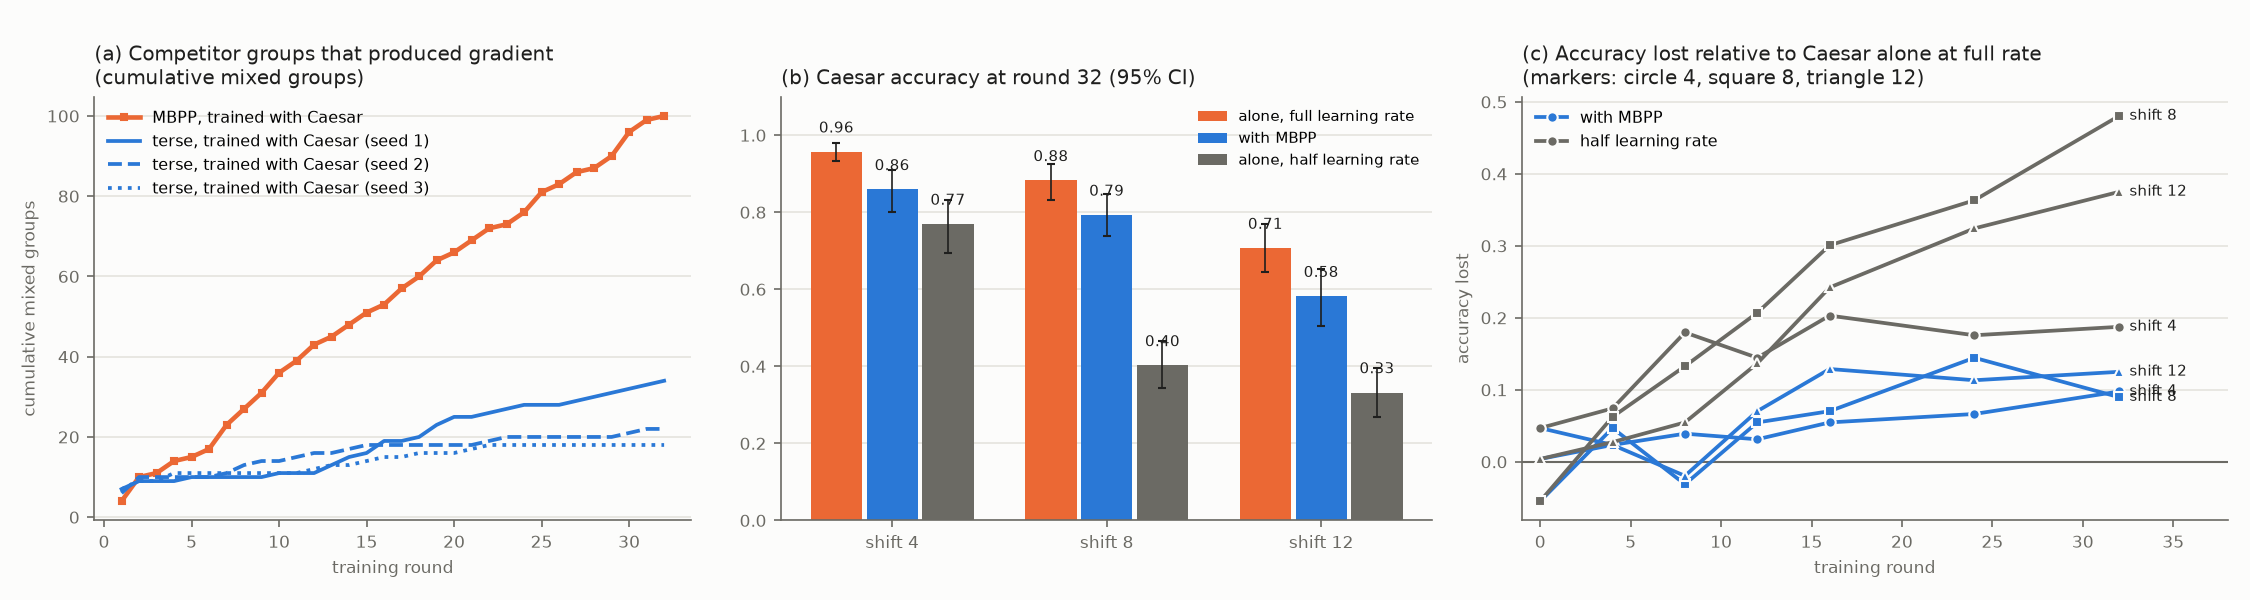 (a) Competitor groups that produced gradient
(cumulative mixed groups)
MBPP, trained with Caesar
terse, trained with Caesar (seed 1)
terse, trained with Caesar (seed 2)
terse, trained with Caesar (seed 3)
cumulative mixed groups
100
80
60
40
20
0
0 5 10 15 20 25 30
training round
(b) Caesar accuracy at round 32 (95% CI)
alone, full learning rate
with MBPP
alone, half learning rate
1.0
0.8
0.6
0.4
0.2
0.0
0.96
0.86
0.77
0.88
0.79
0.40
0.71
0.58
0.33
shift 4 shift 8 shift 12
(c) Accuracy lost relative to Caesar alone at full rate
(markers: circle 4, square 8, triangle 12)
with MBPP
half learning rate
accuracy lost
0.5
0.4
0.3
0.2
0.1
0.0
shift 8
shift 12
shift 4
shift 12
shift 4
shift 8
0 5 10 15 20 25 30 35
training round